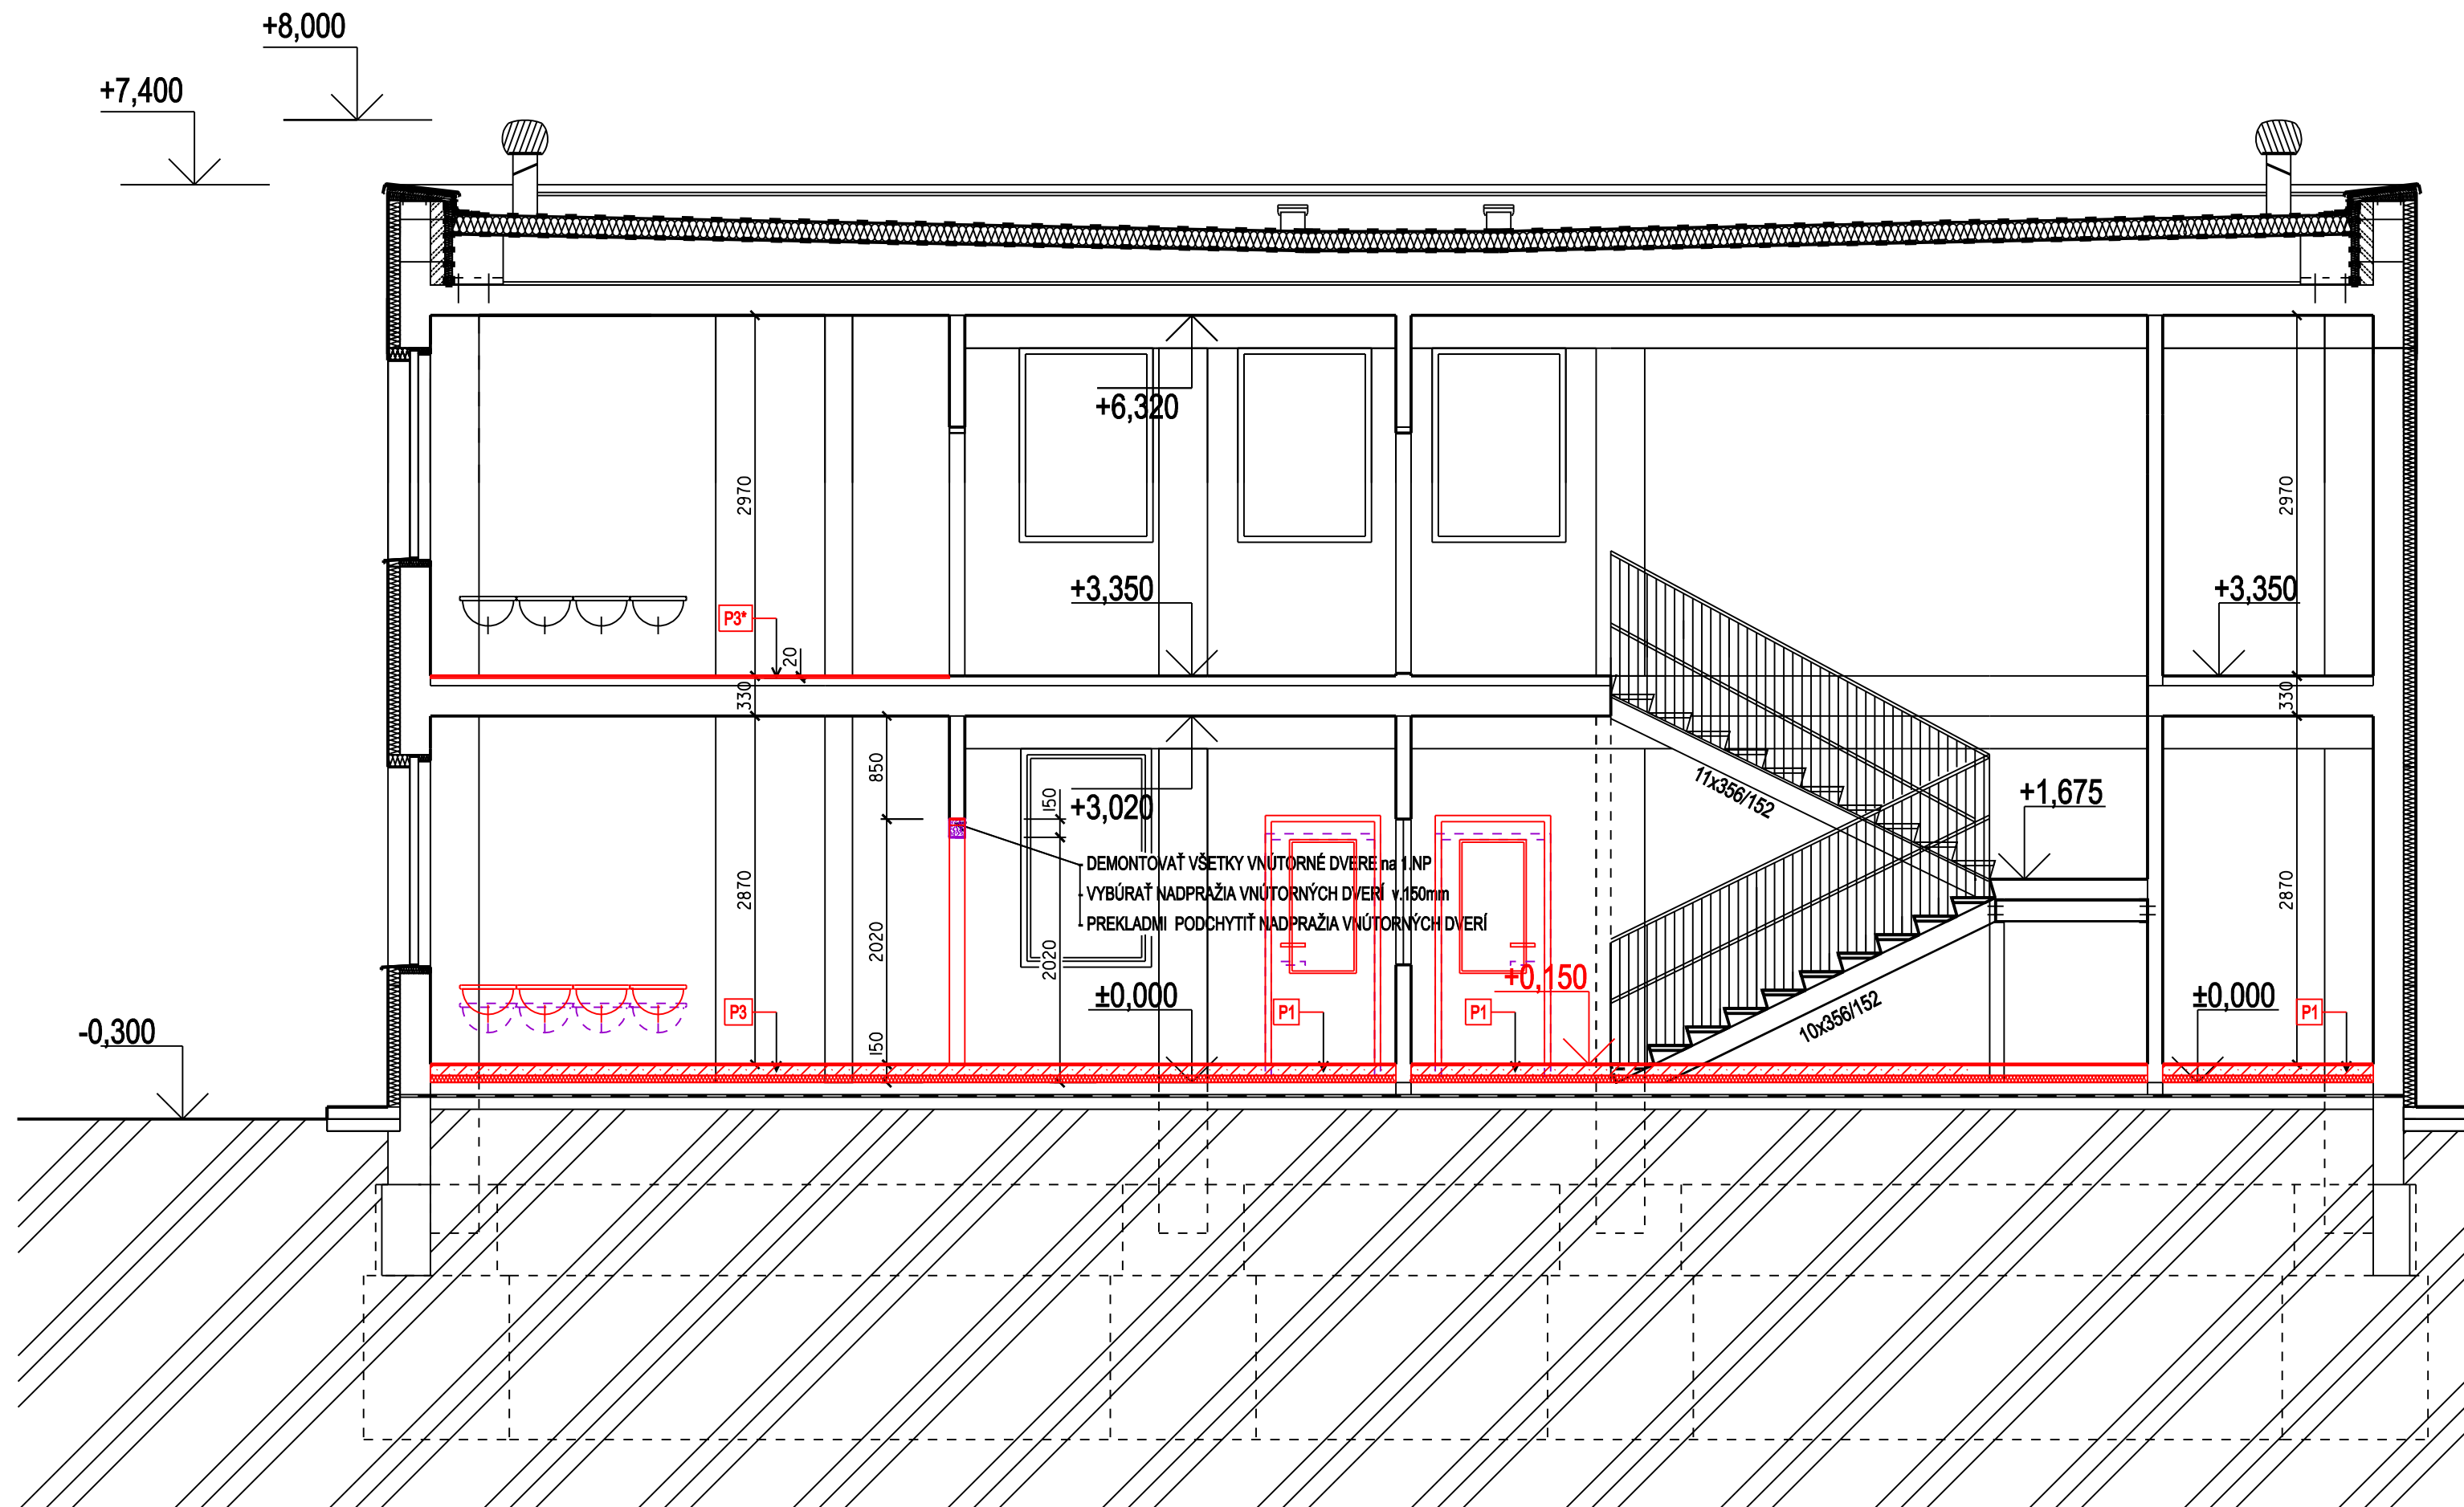 +8,000
+7,400
+6,320
2970
2970
+3,350
+3,350
P3*
20
330
330
850
150
+3,020
11x356/152
+1,675
- DEMONTOVAŤ VŠETKY VNÚTORNÉ DVERE na 1.NP
- VYBÚRAŤ NADPRAŽIA VNÚTORNÝCH DVERÍ v.150mm
- PREKLADMI PODCHYTIŤ NADPRAŽIA VNÚTORNÝCH DVERÍ
2870
2870
2020
2020
+0,150
±0,000
±0,000
P3
P1
P1
P1
10x356/152
-0,300
150